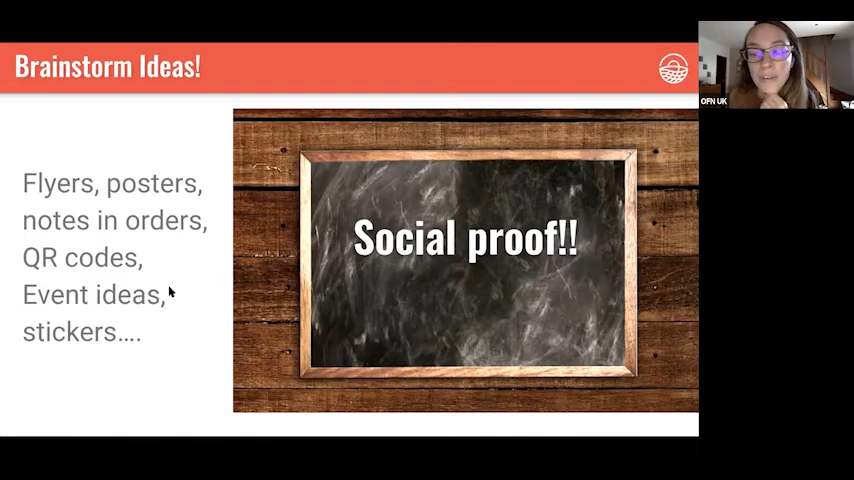 Brainstorm Ideas!
Flyers, posters,
notes in orders,
QR codes,
Event ideas,
stickers....
Social proof!!
OFN UK